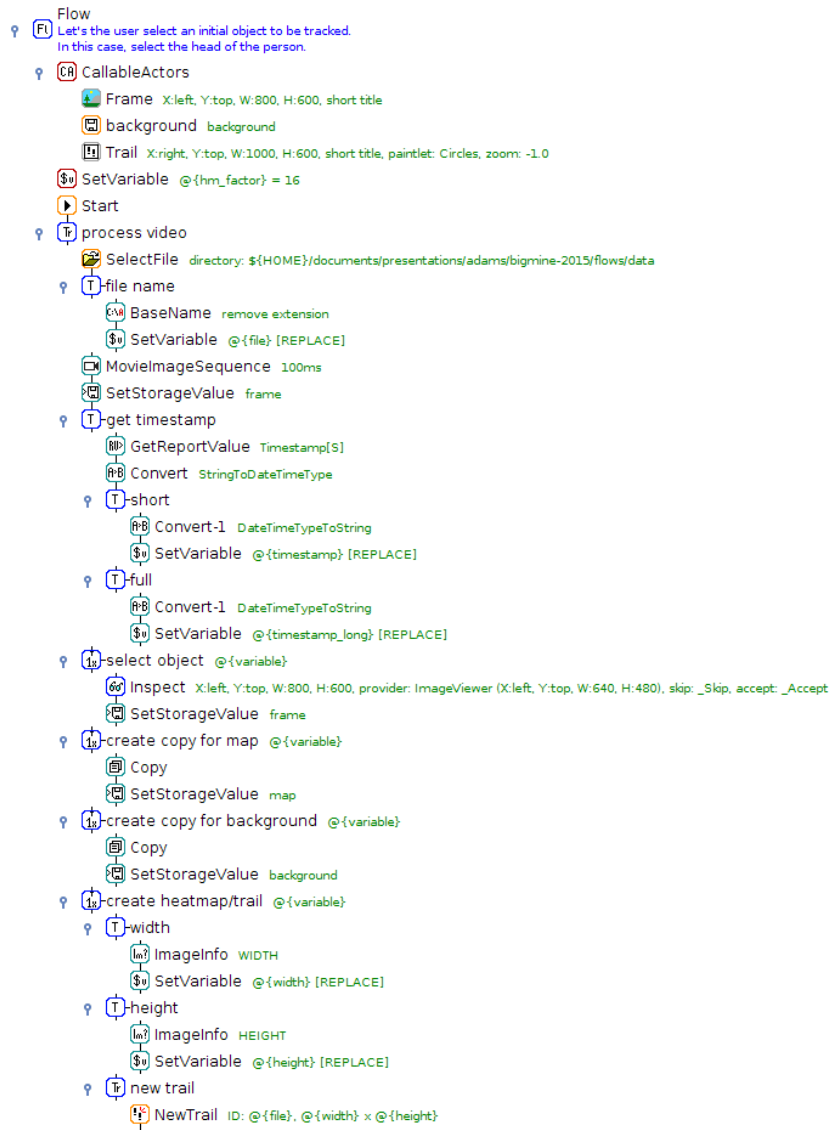 Flow
Let's the user select an initial object to be tracked.
In this case, select the head of the person.
CallableActors
Frame X:left, Y:top, W:800, H:600, short title
background background
Trail X:right, Y:top, W:1000, H:600, short title, paintlet: Circles, zoom: -1.0
SetVariable @{hm_factor} = 16
Start
process video
SelectFile directory: ${HOME}/documents/presentations/adams/bigmine-2015/flows/data
file name
BaseName remove extension
SetVariable @{file} [REPLACE]
MovieImageSequence 100ms
SetStorageValue frame
get timestamp
GetReportValue Timestamp[S]
Convert StringToDateTimeType
short
Convert-1 DateTimeTypeToString
SetVariable @{timestamp} [REPLACE]
full
Convert-1 DateTimeTypeToString
SetVariable @{timestamp_long} [REPLACE]
select object @{variable}
Inspect X:left, Y:top, W:800, H:600, provider: ImageViewer (X:left, Y:top, W:640, H:480), skip: _Skip, accept: _Accept
SetStorageValue frame
create copy for map @{variable}
Copy
SetStorageValue map
create copy for background @{variable}
Copy
SetStorageValue background
create heatmap/trail @{variable}
width
ImageInfo WIDTH
SetVariable @{width} [REPLACE]
height
ImageInfo HEIGHT
SetVariable @{height} [REPLACE]
new trail
NewTrail ID: @{file}, @{width} x @{height}